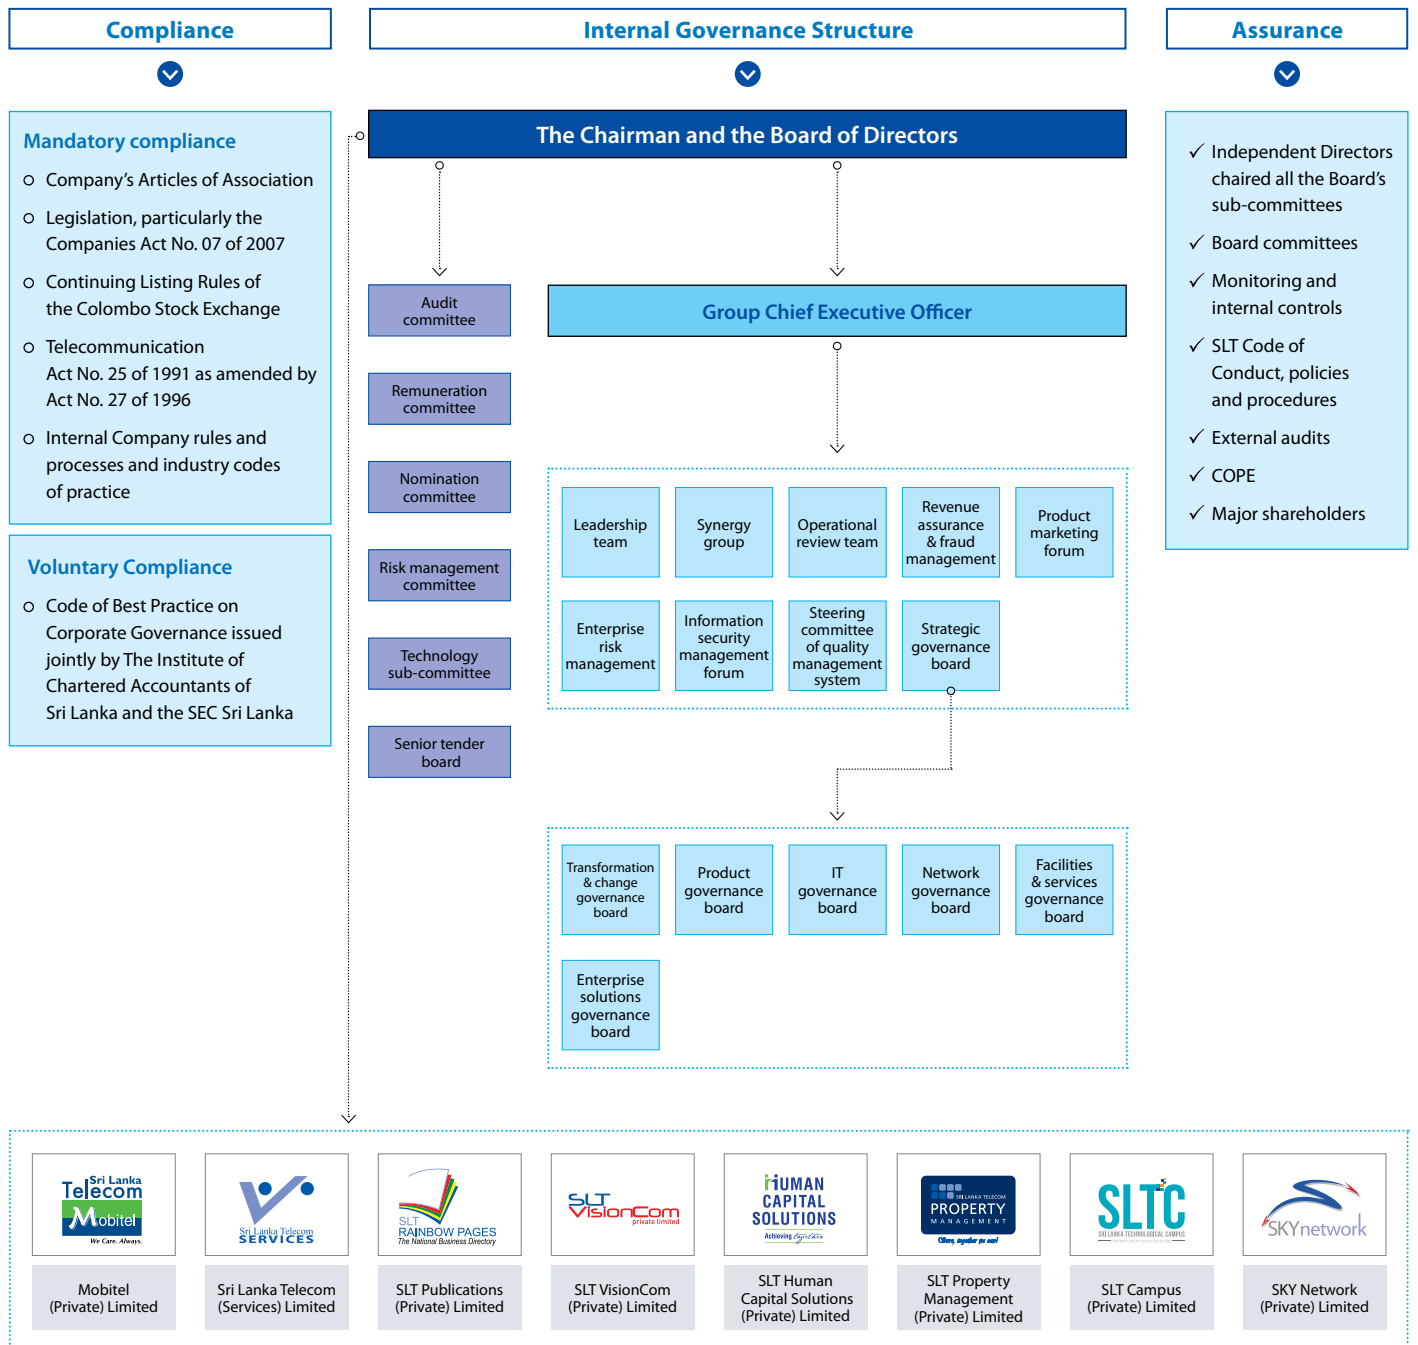 Compliance
Internal Governance Structure
Assurance
Mandatory compliance
Company’s Articles of Association
Legislation, particularly the
Companies Act No. 07 of 2007
Continuing Listing Rules of
the Colombo Stock Exchange
Telecommunication
Act No. 25 of 1991 as amended by
Act No. 27 of 1996
Internal Company rules and
processes and industry codes
of practice
Voluntary Compliance
Code of Best Practice on
Corporate Governance issued
jointly by The Institute of
Chartered Accountants of
Sri Lanka and the SEC Sri Lanka
The Chairman and the Board of Directors
Audit
committee
Remuneration
committee
Nomination
committee
Risk management
committee
Technology
sub-committee
Senior tender
board
Group Chief Executive Officer
Leadership
team
Synergy
group
Operational
review team
Revenue
assurance
& fraud
management
Product
marketing
forum
Enterprise
risk
management
Information
security
management
forum
Steering
committee
of quality
management
system
Strategic
governance
board
Transformation
& change
governance
board
Product
governance
board
IT
governance
board
Network
governance
board
Facilities
& services
governance
board
Enterprise
solutions
governance
board
Independent Directors
chaired all the Board’s
sub-committees
Board committees
Monitoring and
internal controls
SLT Code of
Conduct, policies
and procedures
External audits
COPE
Major shareholders
Sri Lanka
Telecom
Mobitel
We Care. Always.
Mobitel
(Private) Limited
Sri Lanka Telecom
SERVICES
Sri Lanka Telecom
(Services) Limited
SLT
RAINBOW PAGES
The National Business Directory
SLT Publications
(Private) Limited
SLT
VisionCom
private limited
SLT VisionCom
(Private) Limited
HUMAN
CAPITAL
SOLUTIONS
Achieving together
SLT Human
Capital Solutions
(Private) Limited
SRI LANKA TELECOM
PROPERTY
MANAGEMENT
SLT Property
Management
(Private) Limited
SLTC
SRI LANKA TECHNOLOGICAL CAMPUS
SLT Campus
(Private) Limited
SKYnetwork
SKY Network
(Private) Limited